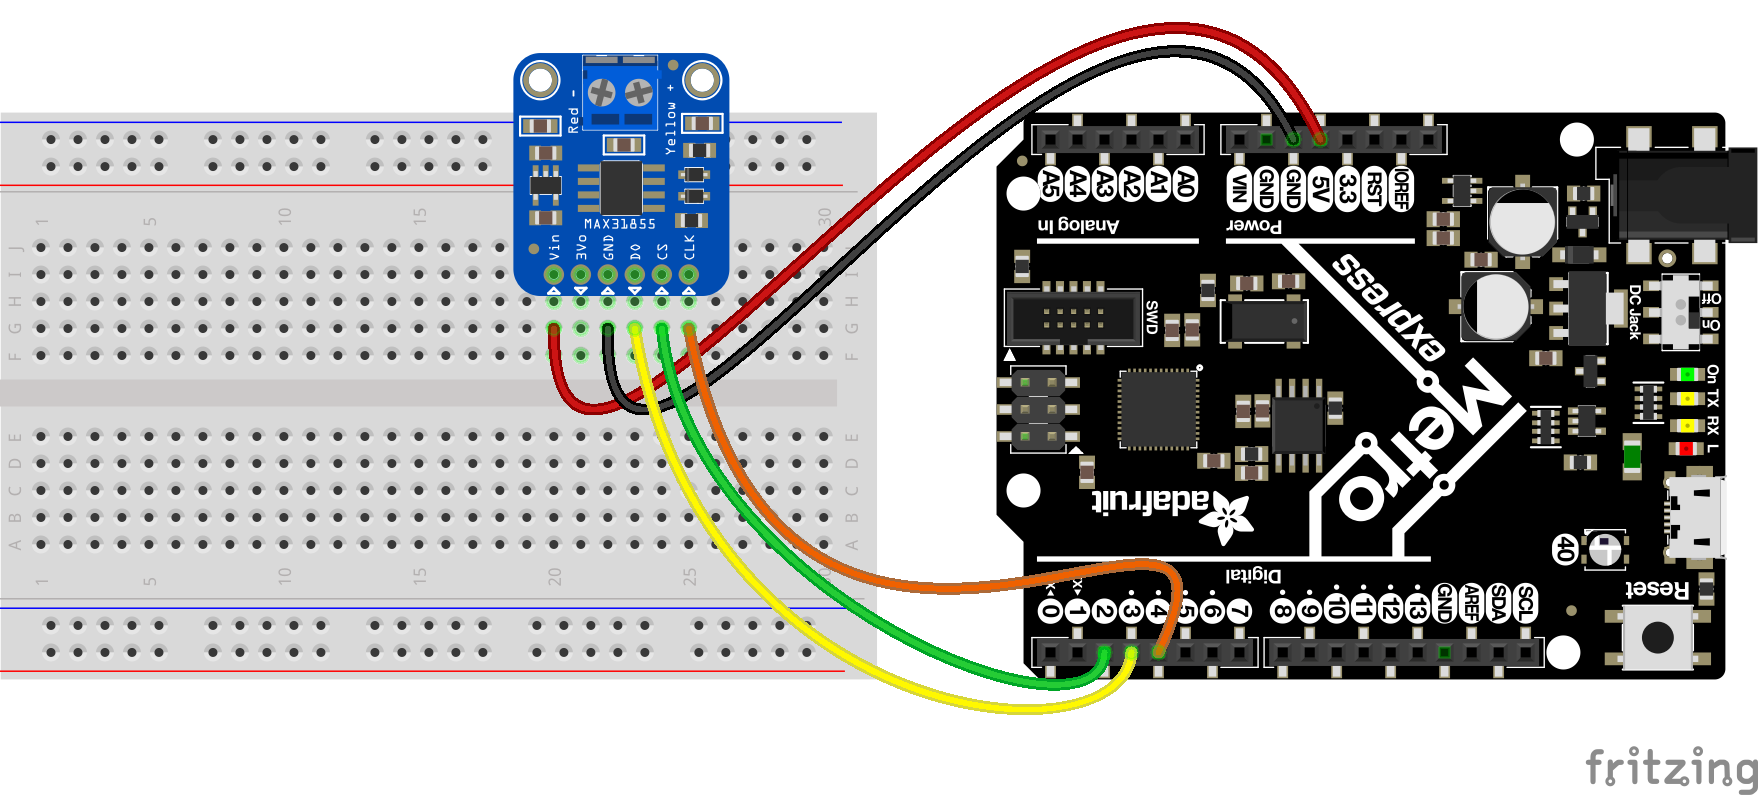 Red -
Yellow +
MAX31855
Vin
3Vo
GND
DO
CS
CLK
1
5
10
15
30
J
I
H
G
F
J
I
H
G
F
E
D
C
B
A
E
D
C
B
A
1
5
10
15
20
25
30
A5
A4
A3
A2
A1
A0
Analog In
VIN
GND
GND
5V
3.3
RST
IOREF
Power
SWD
DC Jack
Off
On
On
TX
RX
L
Metro
express
adafruit
40
Reset
Digital
0
1
2
3
4
5
6
7
8
9
10
11
12
13
GND
AREF
SDA
SCL
fritzing